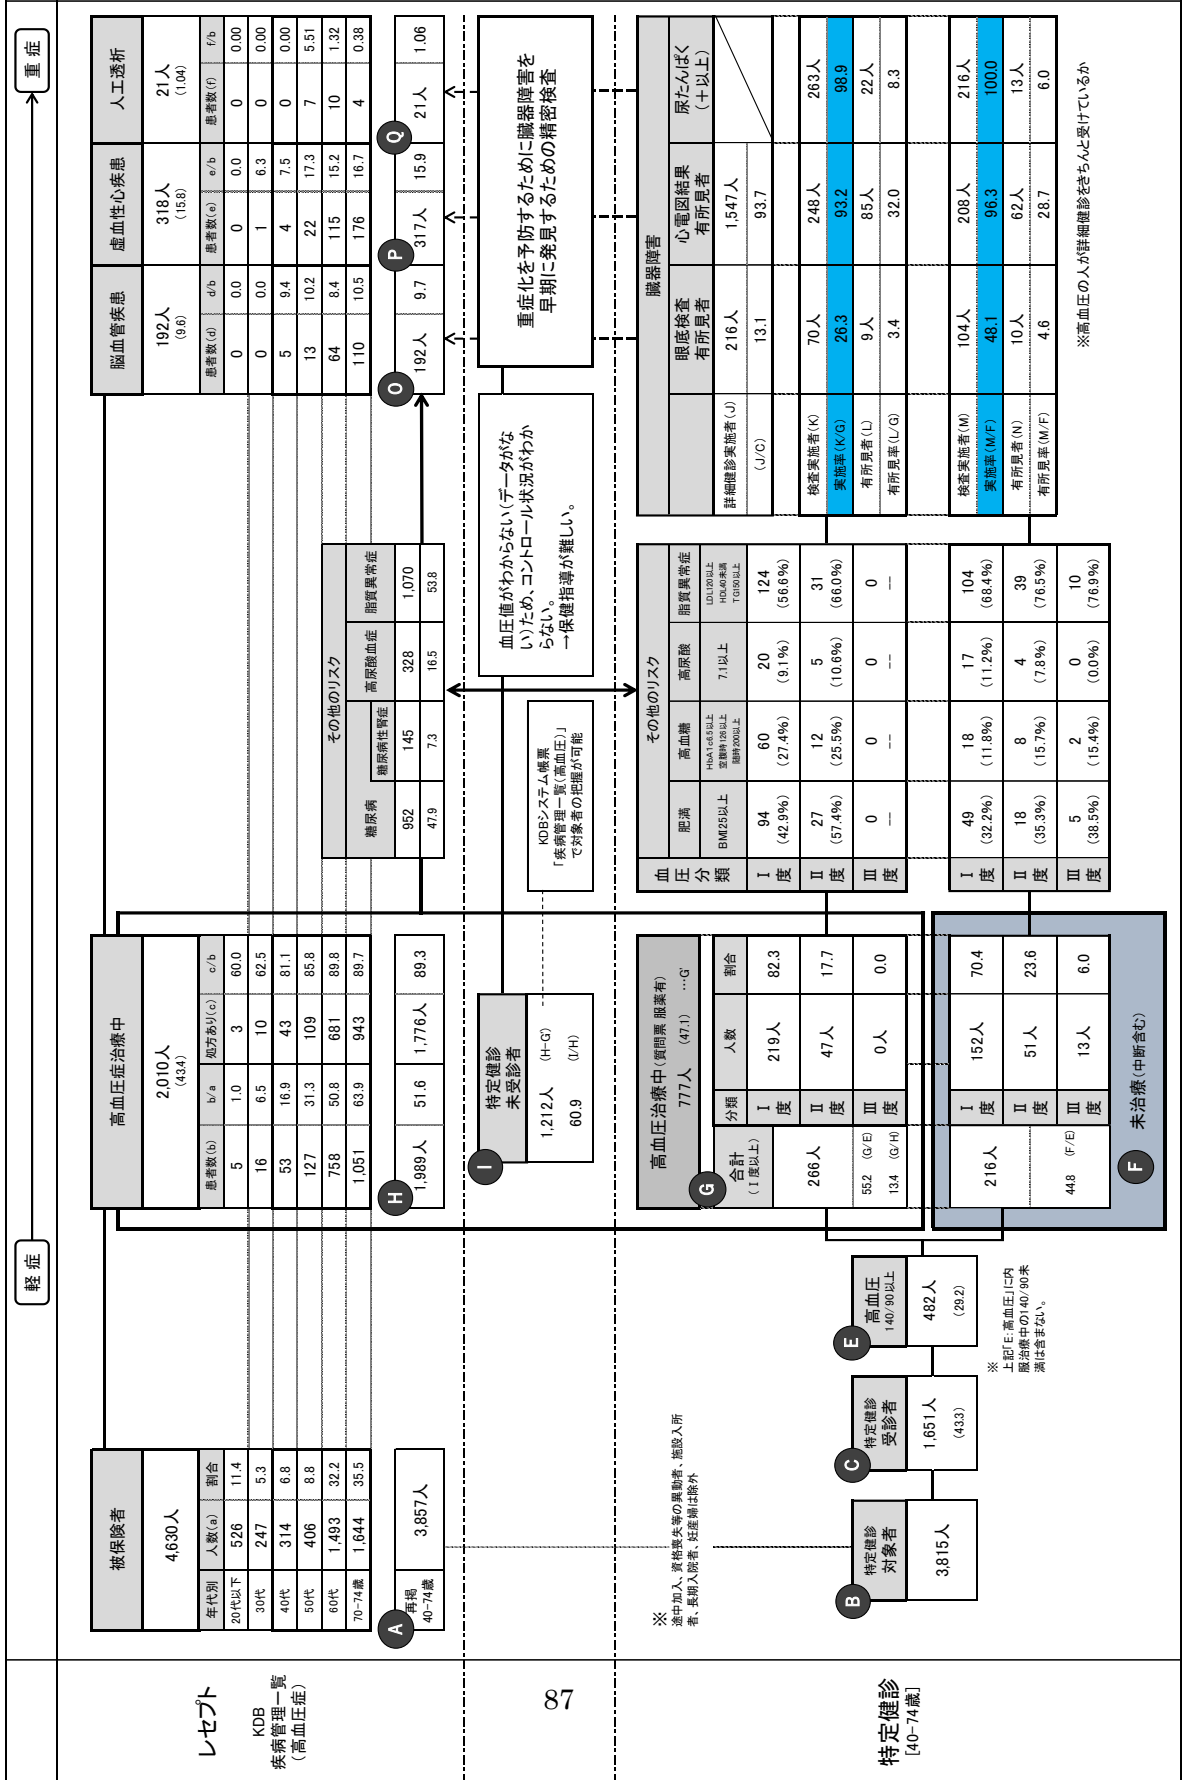 軽症
重症
レセプト
KDB
疾病管理一覧
(高血圧症)
被保険者
4,630人
年代別 人数(a) 割合
20代以下 526 11.4
30代 247 5.3
40代 314 6.8
50代 406 8.8
60代 1,493 32.2
70-74歳 1,644 35.5
A
再掲
40-74歳
3,857人
高血圧症治療中
2,010人
(43.4)
患者数(b) b/a 処方あり(c) c/b
5 1.0 3 60.0
16 6.5 10 62.5
53 16.9 43 81.1
127 31.3 109 85.8
758 50.8 681 89.8
1,051 63.9 943 89.7
H
1,989人 51.6 1,776人 89.3
その他のリスク
糖尿病 糖尿病性腎症 高尿酸血症 脂質異常症
952 145 328 1,070
47.9 7.3 16.5 53.8
脳血管疾患 虚血性心疾患 人工透析
192人 318人 21人
(9.6) (15.8) (1.04)
患者数(d) d/b 患者数(e) e/b 患者数(f) f/b
0 0.0 0 0.0 0 0.00
0 0.0 1 6.3 0 0.00
5 9.4 4 7.5 0 0.00
13 10.2 22 17.3 7 5.51
64 8.4 115 15.2 10 1.32
110 10.5 176 16.7 4 0.38
O P Q
192人 9.7 317人 15.9 21人 1.06
87
I
特定健診
未受診者
1,212人 (H-G')
60.9 (I/H)
KDBシステム帳票
「疾病管理一覧(高血圧)」
で対象者の把握が可能
血圧値がわからない(データがな
い)ため、コントロール状況がわか
らない。
→保健指導が難しい。
重症化を予防するために臓器障害を
早期に発見するための精密検査
特定健診
[40-74歳]
※
途中加入、資格喪失等の異動者、施設入所
者、長期入院者、妊産婦は除外
B
特定健診
対象者
3,815人
C
特定健診
受診者
1,651人
(43.3)
E
高血圧
140/90以上
482人
(29.2)
※
上記「E:高血圧」に内
服治療中の140/90未
満は含まない。
高血圧治療中(質問票 服薬有)
777人 (47.1) …G'
G
合計
(Ⅰ度以上)
分類 人数 割合
266人
55.2 (G/E)
13.4 (G/H)
Ⅰ度 219人 82.3
Ⅱ度 47人 17.7
Ⅲ度 0人 0.0
216人
44.8 (F/E)
Ⅰ度 152人 70.4
Ⅱ度 51人 23.6
Ⅲ度 13人 6.0
F
未治療(中断含む)
血圧分類
その他のリスク
肥満 高血糖 高尿酸 脂質異常症
BMI25以上
HbA1c6.5以上
空腹時126以上
随時200以上
7.1以上
LDL120以上
HDL40未満
TG150以上
Ⅰ度 94 60 20 124
(42.9%) (27.4%) (9.1%) (56.6%)
Ⅱ度 27 12 5 31
(57.4%) (25.5%) (10.6%) (66.0%)
Ⅲ度 0 0 0 0
-- -- -- --
Ⅰ度 49 18 17 104
(32.2%) (11.8%) (11.2%) (68.4%)
Ⅱ度 18 8 4 39
(35.3%) (15.7%) (7.8%) (76.5%)
Ⅲ度 5 2 0 10
(38.5%) (15.4%) (0.0%) (76.9%)
臓器障害
眼底検査
有所見者
心電図結果
有所見者
尿たんぱく
(+以上)
詳細健診実施者(J) 216人 1,547人
(J/C) 13.1 93.7
検査実施者(K) 70人 248人 263人
実施率(K/G) 26.3 93.2 98.9
有所見者(L) 9人 85人 22人
有所見率(L/G) 3.4 32.0 8.3
検査実施者(M) 104人 208人 216人
実施率(M/F) 48.1 96.3 100.0
有所見者(N) 10人 62人 13人
有所見率(M/F) 4.6 28.7 6.0
※高血圧の人が詳細健診をきちんと受けているか